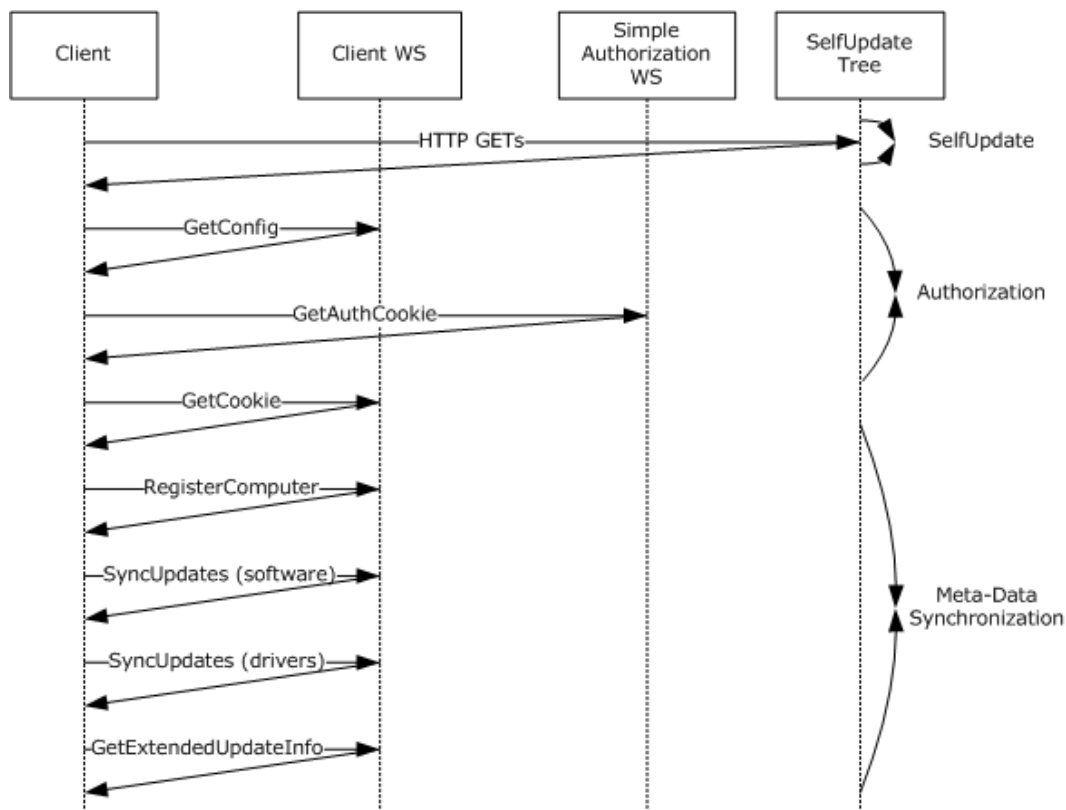 Client
Client WS
Simple
Authorization
WS
SelfUpdate
Tree
HTTP GETs
SelfUpdate
GetConfig
Authorization
GetAuthCookie
GetCookie
RegisterComputer
SyncUpdates (software)
Meta-Data
Synchronization
SyncUpdates (drivers)
GetExtendedUpdateInfo